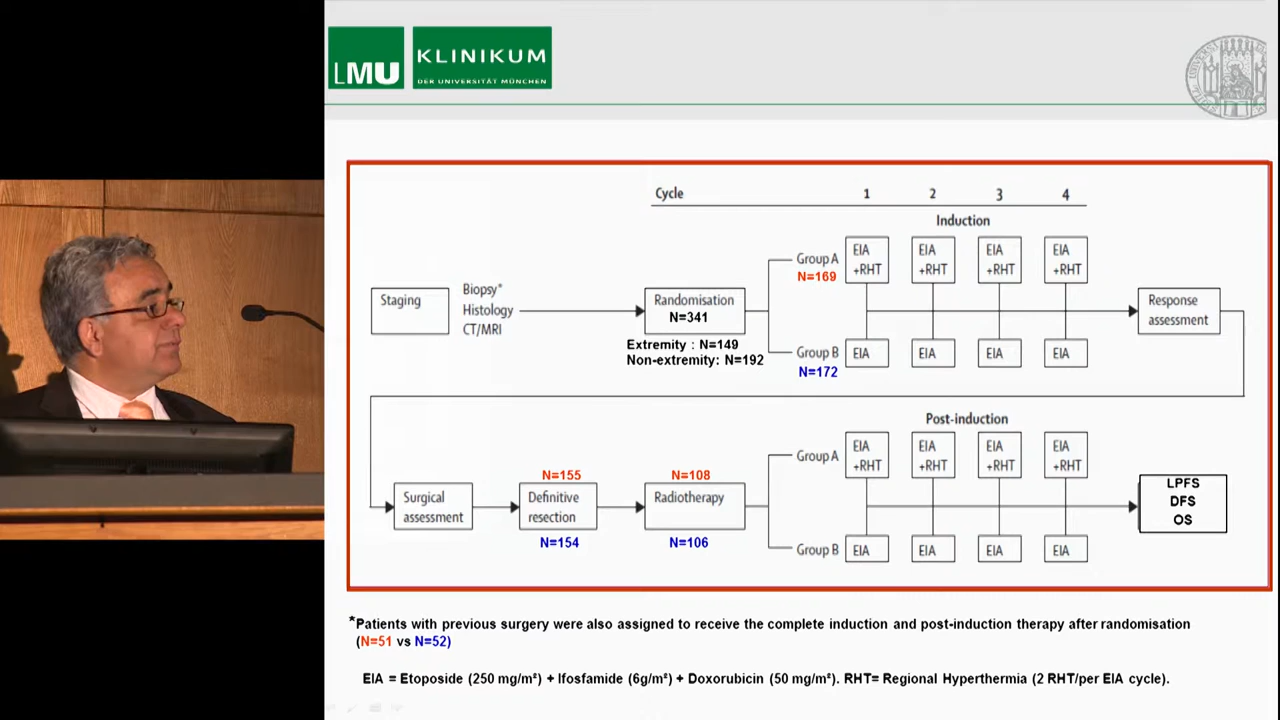 LMU KLINIKUM
DER UNIVERSITÄT MÜNCHEN
Cycle 1 2 3 4
Induction
Group A
N=169
EIA +RHT
EIA +RHT
EIA +RHT
EIA +RHT
Staging
Biopsy*
Histology
CT/MRI
Randomisation
N=341
Extremity : N=149
Non-extremity: N=192
Group B
N=172
EIA
EIA
EIA
EIA
Response
assessment
Post-induction
Group A
EIA +RHT
EIA +RHT
EIA +RHT
EIA +RHT
Surgical
assessment
N=155
Definitive
resection
N=154
N=108
Radiotherapy
N=106
Group B
EIA
EIA
EIA
EIA
LPFS
DFS
OS
*Patients with previous surgery were also assigned to receive the complete induction and post-induction therapy after randomisation
(N=51 vs N=52)
EIA = Etoposide (250 mg/m²) + Ifosfamide (6g/m²) + Doxorubicin (50 mg/m²). RHT= Regional Hyperthermia (2 RHT/per EIA cycle).